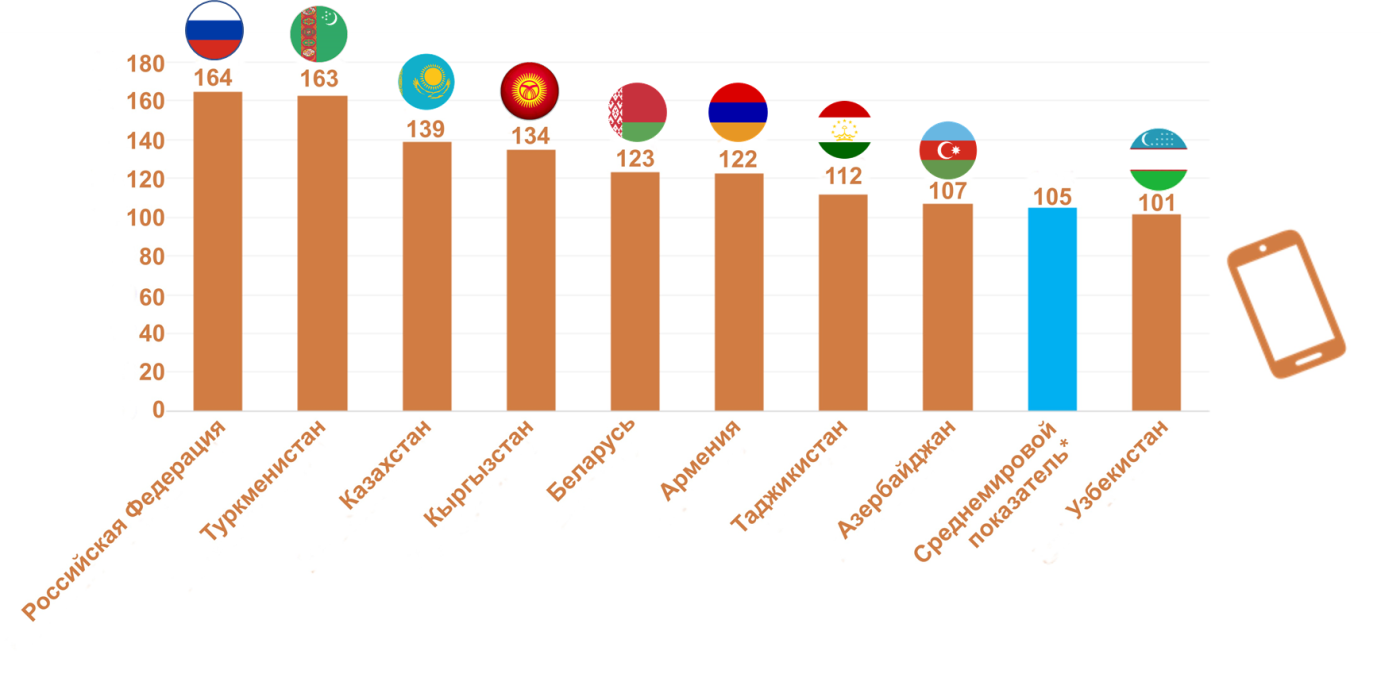 180
160
140
120
100
80
60
40
20
0
164
163
139
134
123
122
112
107
105
101
Российская Федерация
Туркменистан
Казахстан
Кыргызстан
Беларусь
Армения
Таджикистан
Азербайджан
Среднемировой
показатель*
Узбекистан